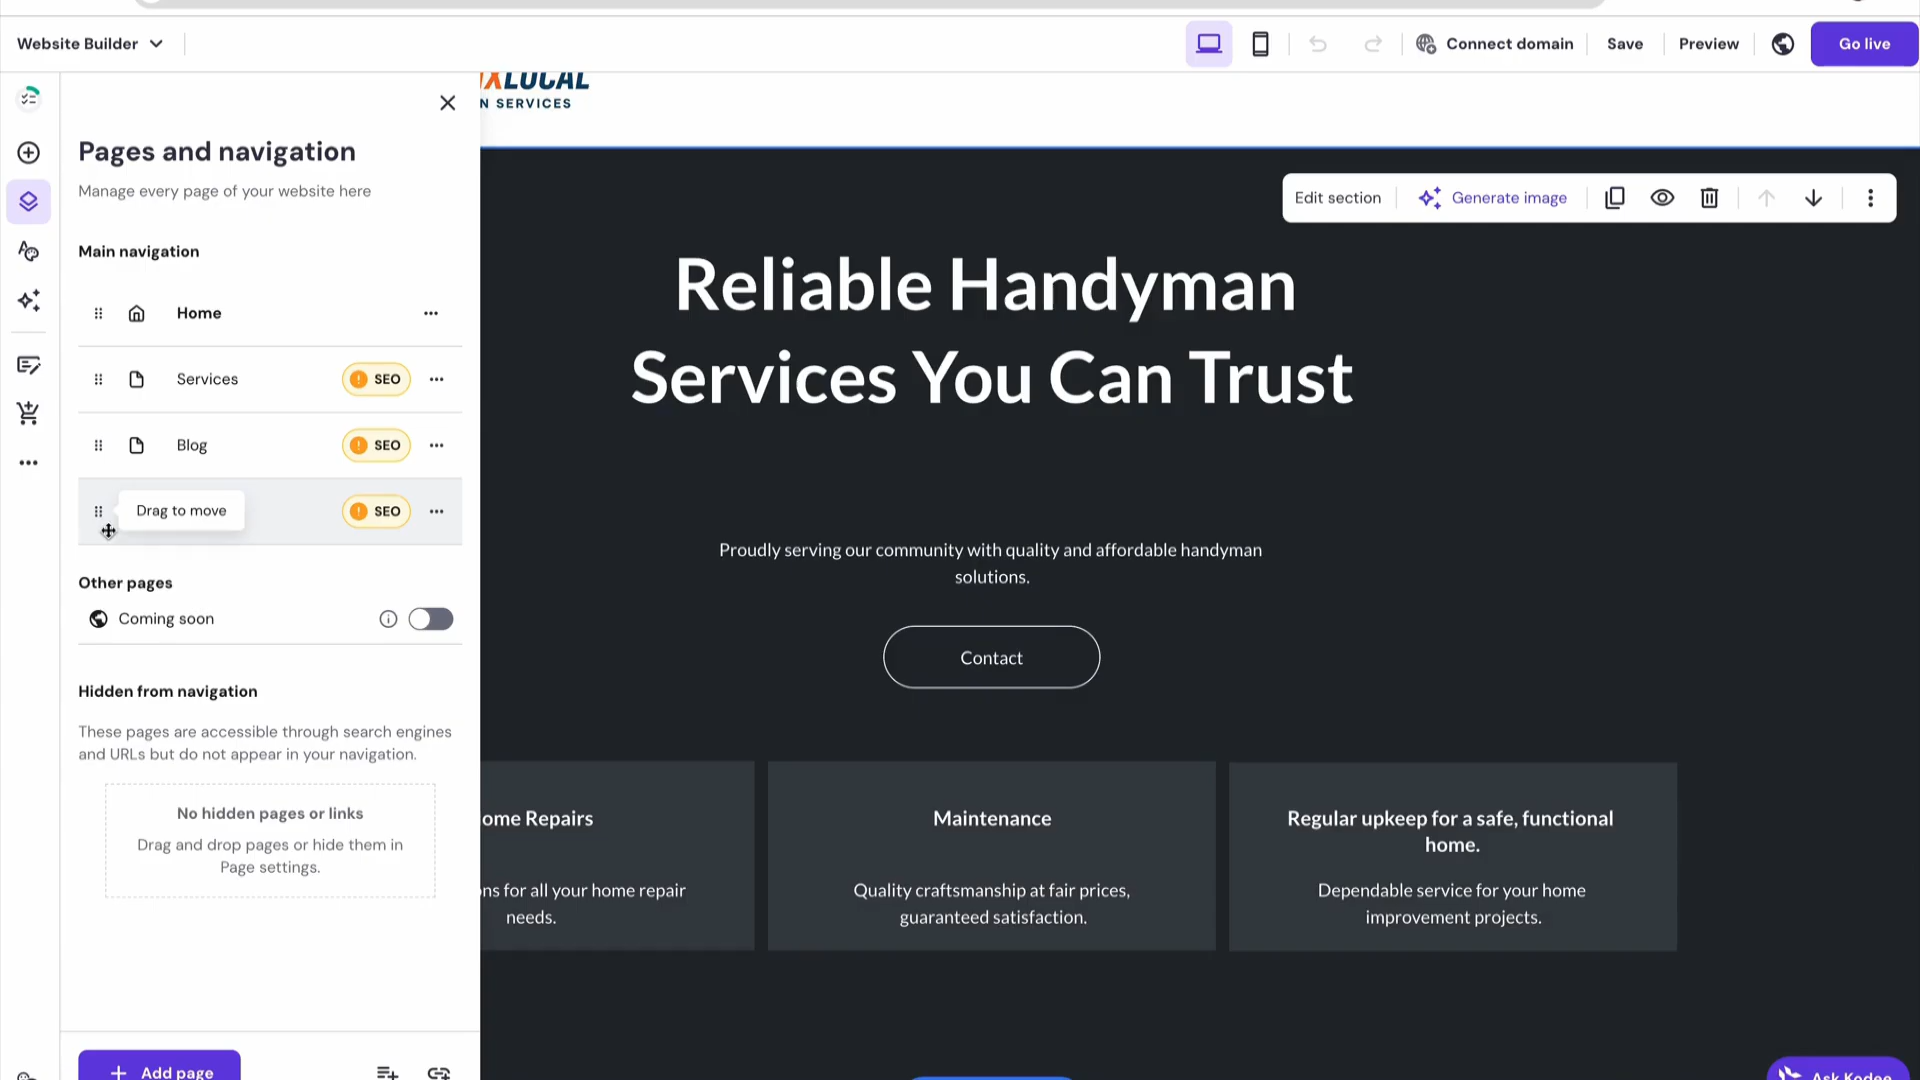 Website Builder
Connect domain
Save
Preview
Go live
XLOCAL
N SERVICES
Pages and navigation
Manage every page of your website here
Main navigation
Home
Services
SEO
Blog
SEO
Drag to move
SEO
Other pages
Coming soon
Hidden from navigation
These pages are accessible through search engines
and URLs but do not appear in your navigation.
No hidden pages or links
Drag and drop pages or hide them in
Page settings.
Add page
Edit section
Generate image
Reliable Handyman
Services You Can Trust
Proudly serving our community with quality and affordable handyman
solutions.
Contact
ome Repairs
ns for all your home repair
needs.
Maintenance
Quality craftsmanship at fair prices,
guaranteed satisfaction.
Regular upkeep for a safe, functional
home.
Dependable service for your home
improvement projects.
Ask Kodee